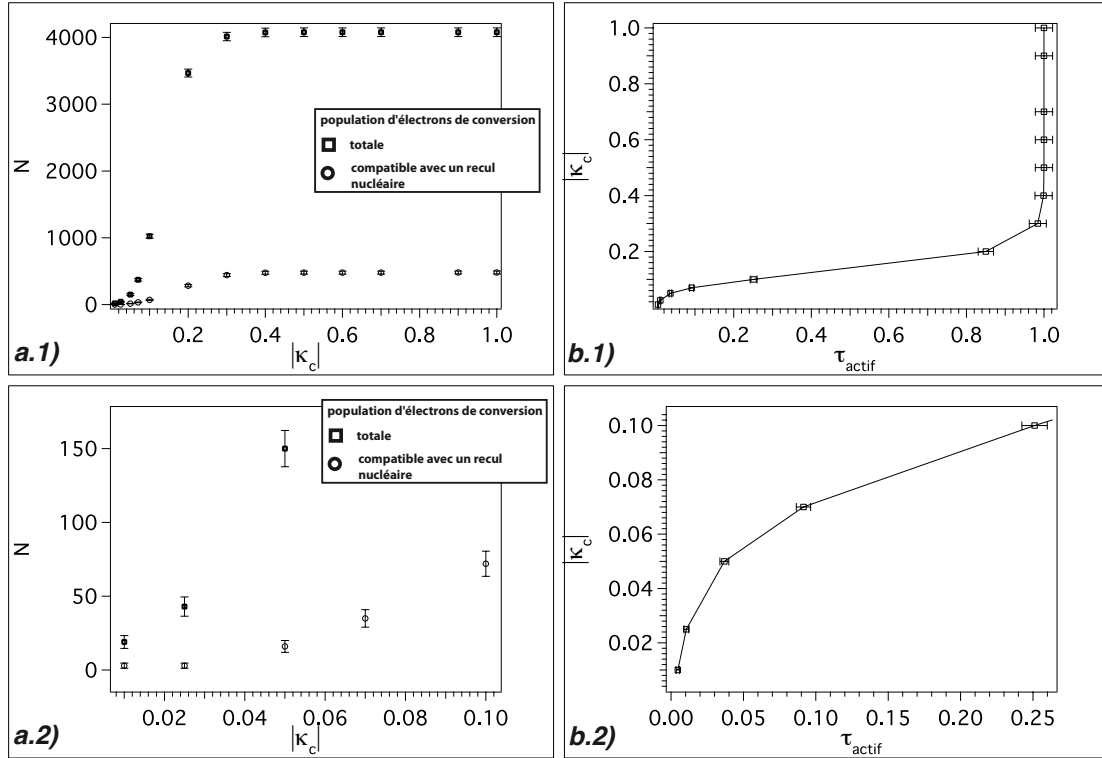 4000
3000
2000
1000
0
N
population d'électrons de conversion
totale
compatible avec un recul
nucléaire
0.2
0.4
0.6
0.8
1.0
|κc|
a.1)
1.0
0.8
0.6
0.4
0.2
|κc|
0.0
0.2
0.4
0.6
0.8
1.0
τactif
b.1)
150
100
50
0
N
population d'électrons de conversion
totale
compatible avec un recul
nucléaire
0.02
0.04
0.06
0.08
0.10
|κc|
a.2)
0.10
0.08
0.06
0.04
0.02
|κc|
0.00
0.05
0.10
0.15
0.20
0.25
τactif
b.2)